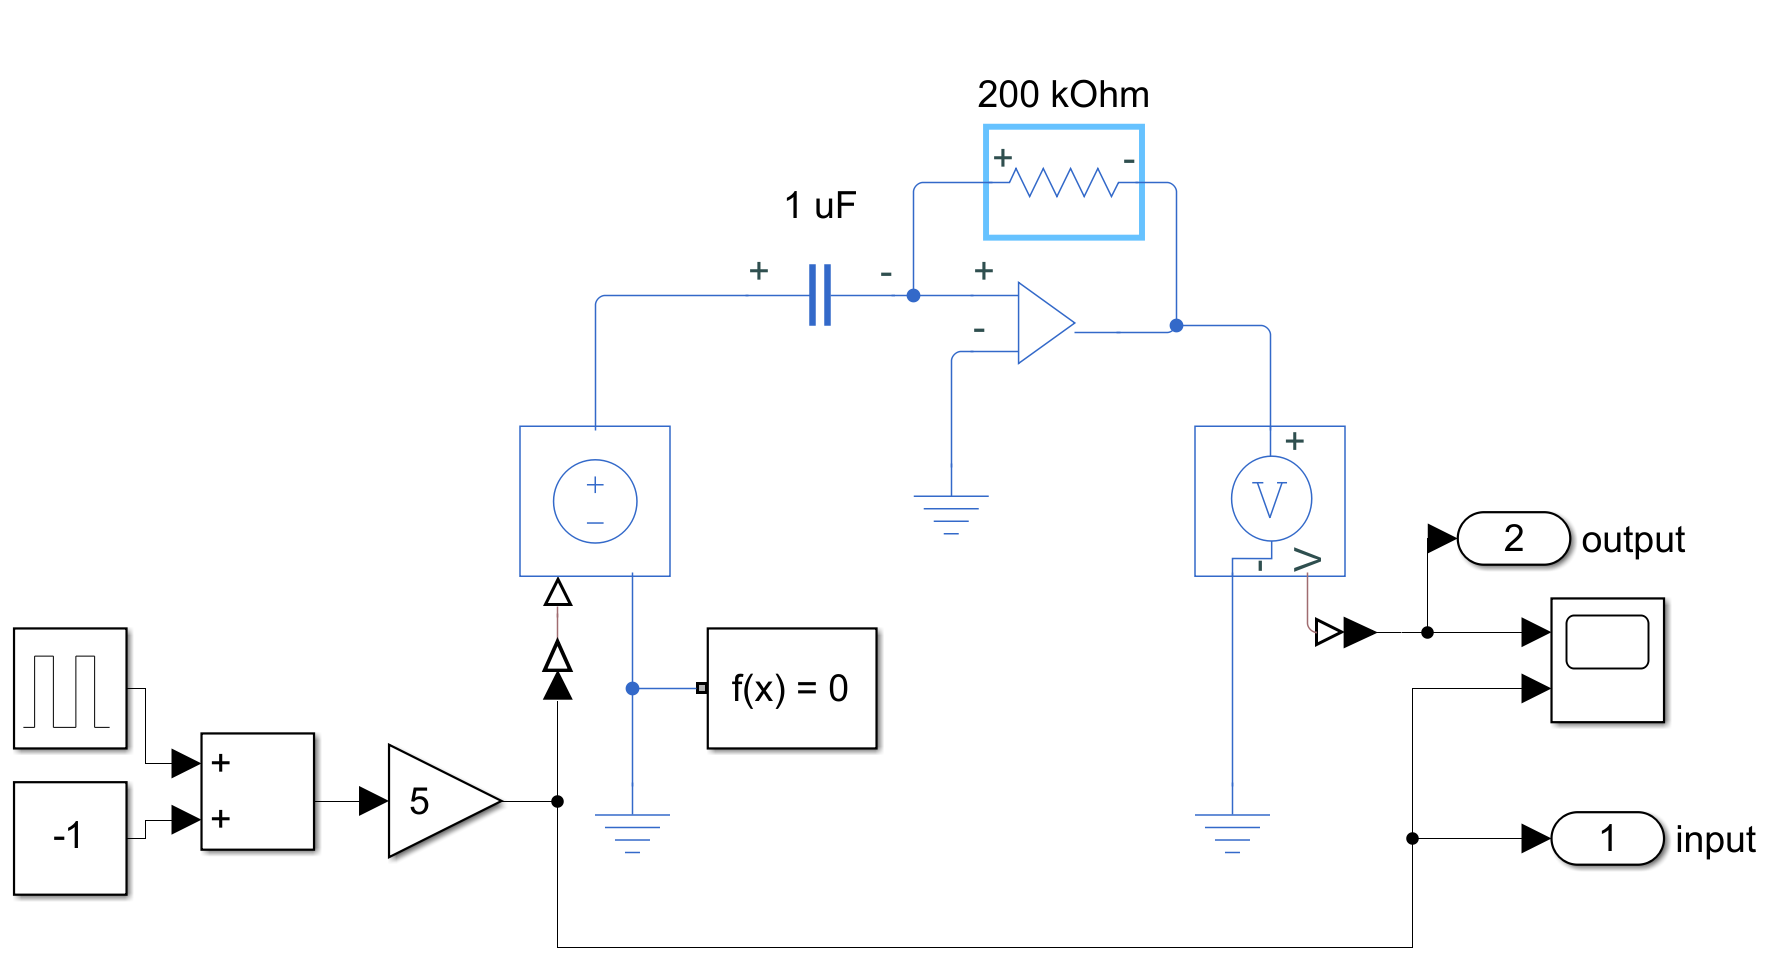 200 kOhm
+ -
1 uF
+ - +
-
+
−
+
V
- >
2 output
f(x) = 0
+
+
5
-1
1 input